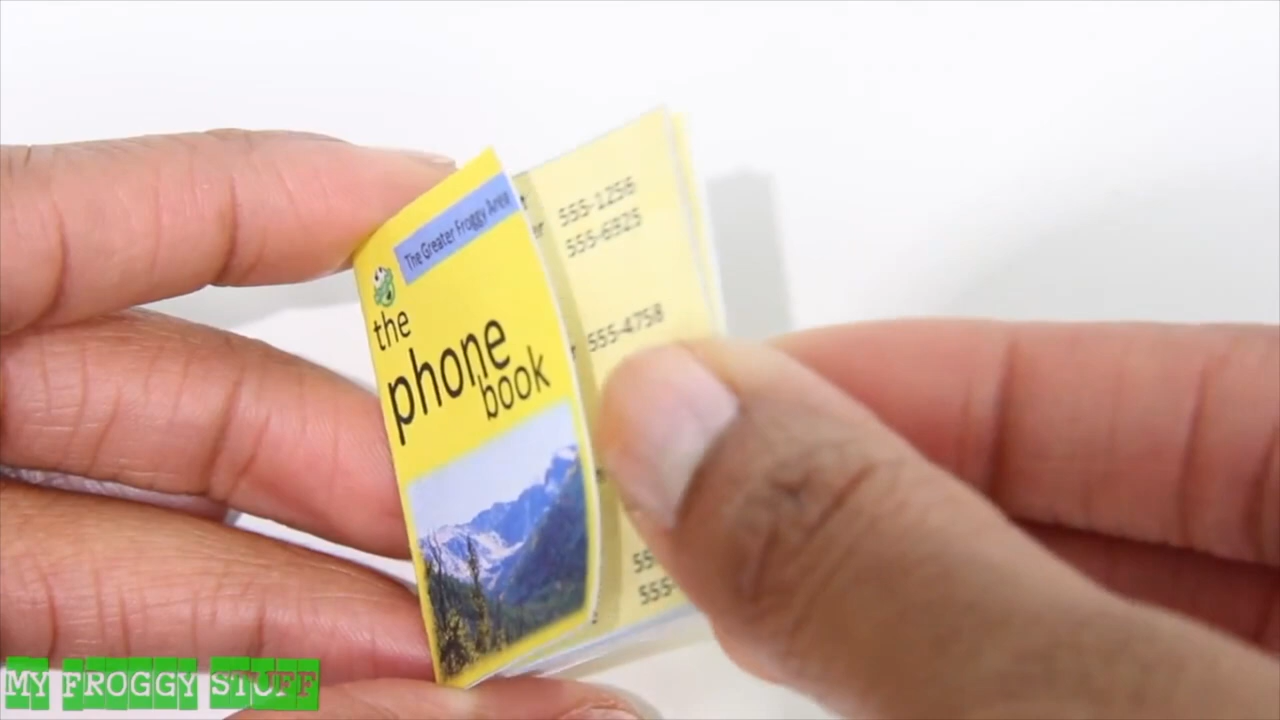 The Greater Froggy Area
the
phone
book
555-1256
555-6925
555-4758
MY FROGGY STUFF